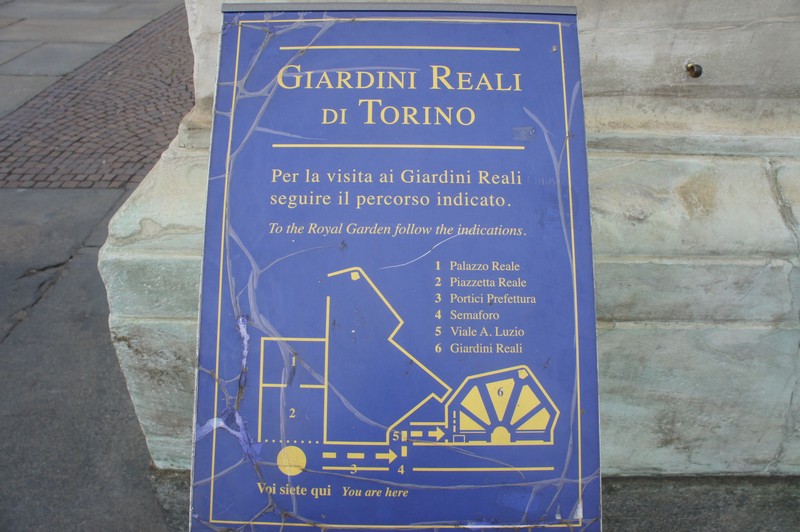 GIARDINI REALI
DI TORINO
Per la visita ai Giardini Reali
seguire il percorso indicato.
To the Royal Garden follow the indications.
1 Palazzo Reale
2 Piazzetta Reale
3 Portici Prefettura
4 Semaforo
5 Viale A. Luzio
6 Giardini Reali
1
6
2
5
3
4
Voi siete qui You are here